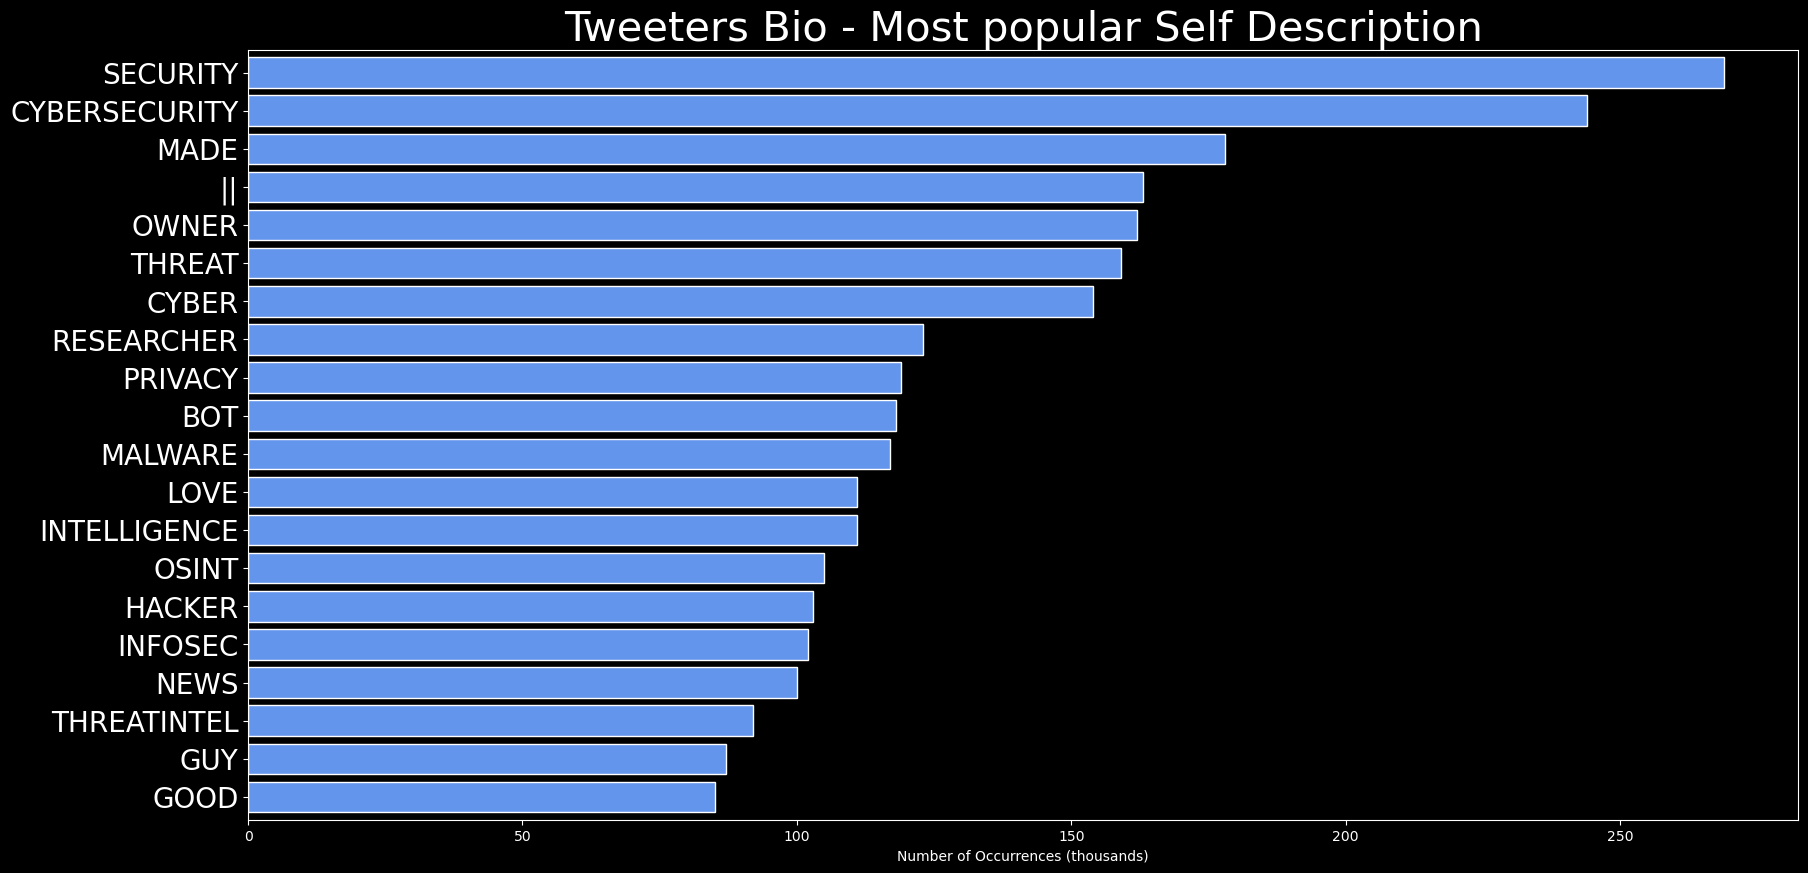 Tweeters Bio - Most popular Self Description
SECURITY
CYBERSECURITY
MADE
||
OWNER
THREAT
CYBER
RESEARCHER
PRIVACY
BOT
MALWARE
LOVE
INTELLIGENCE
OSINT
HACKER
INFOSEC
NEWS
THREATINTEL
GUY
GOOD
0 50 100 150 200 250
Number of Occurrences (thousands)